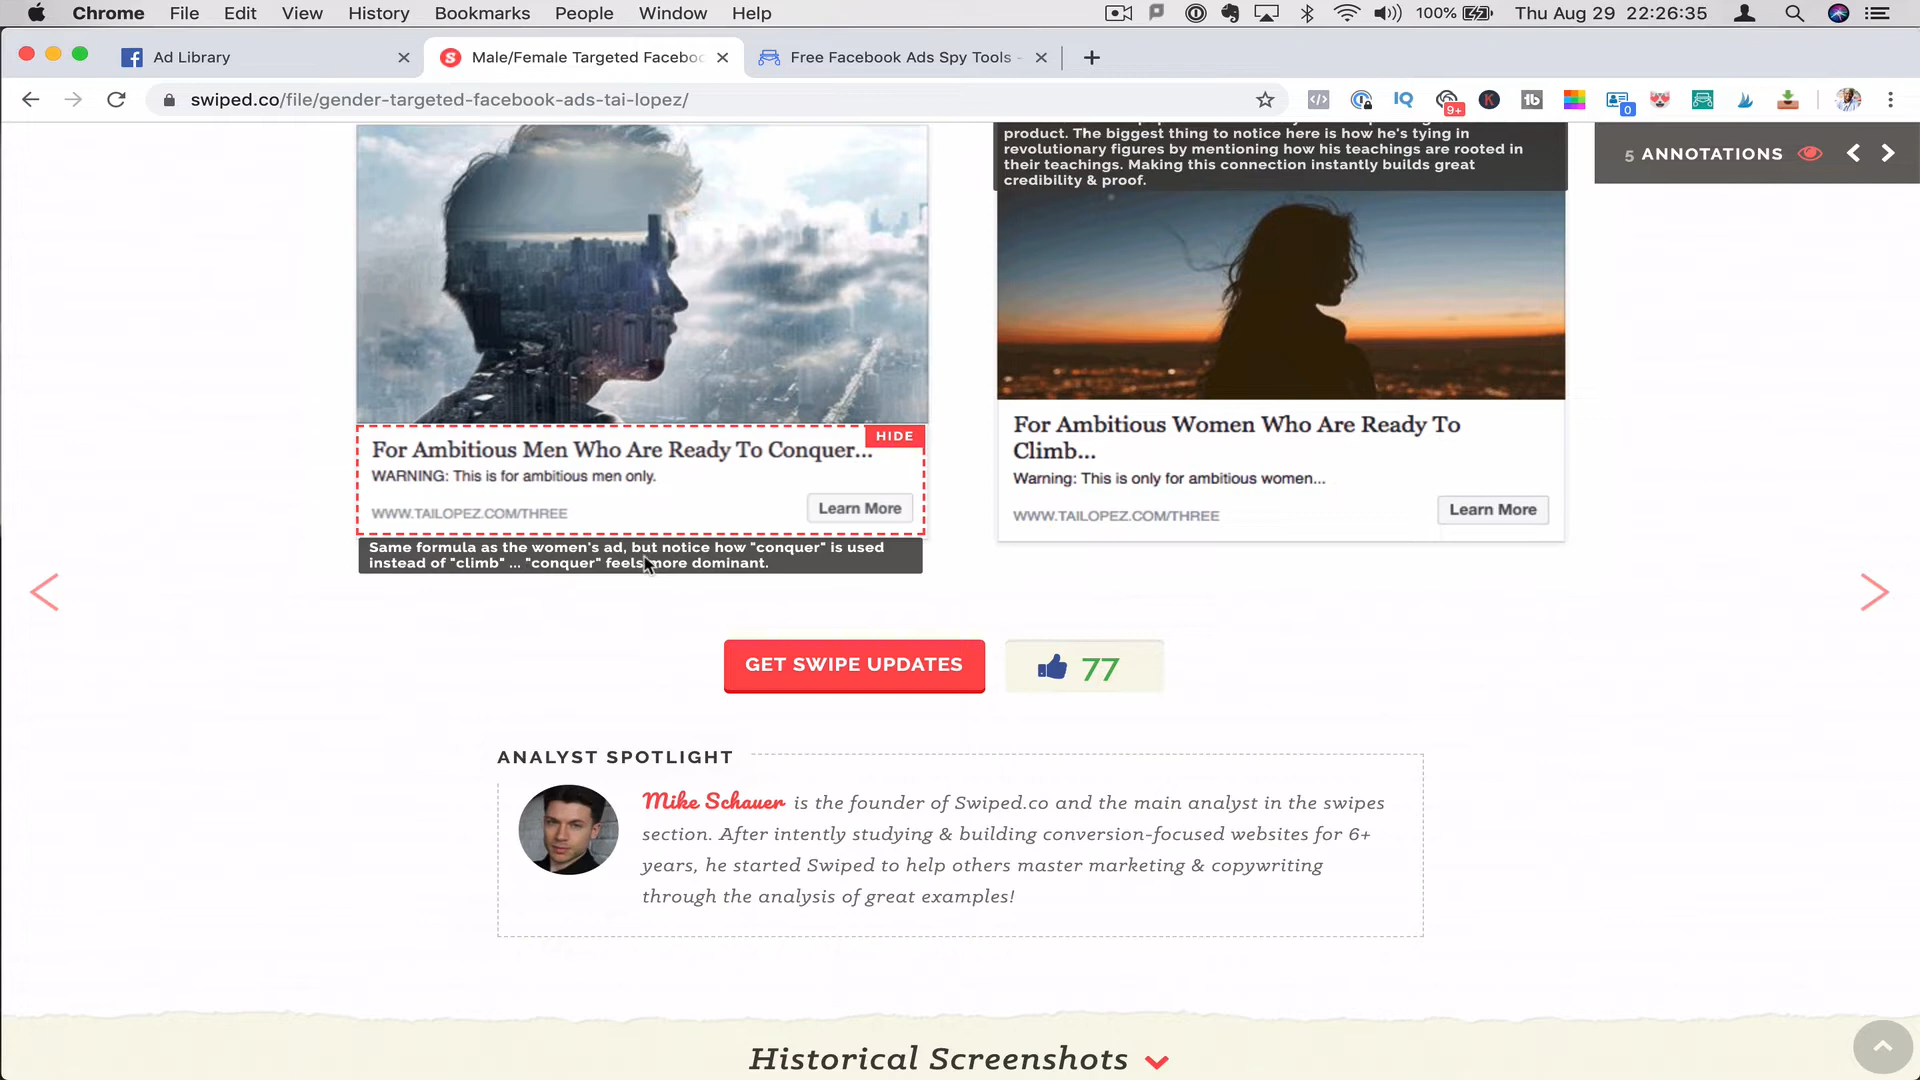 Chrome File Edit View History Bookmarks People Window Help 100% Thu Aug 29 22:26:35
Ad Library
Male/Female Targeted Facebo
Free Facebook Ads Spy Tools -
swiped.co/file/gender-targeted-facebook-ads-tai-lopez/
9+
0
product. The biggest thing to notice here is how he's tying in
revolutionary figures by mentioning how his teachings are rooted in
their teachings. Making this connection instantly builds great
credibility & proof.
5 ANNOTATIONS
HIDE
For Ambitious Men Who Are Ready To Conquer...
WARNING: This is for ambitious men only.
WWW.TAILOPEZ.COM/THREE
Learn More
Same formula as the women's ad, but notice how "conquer" is used
instead of "climb" ... "conquer" feels more dominant.
For Ambitious Women Who Are Ready To
Climb...
Warning: This is only for ambitious women...
WWW.TAILOPEZ.COM/THREE
Learn More
GET SWIPE UPDATES
77
ANALYST SPOTLIGHT
Mike Schauer is the founder of Swiped.co and the main analyst in the swipes
section. After intently studying & building conversion-focused websites for 6+
years, he started Swiped to help others master marketing & copywriting
through the analysis of great examples!
Historical Screenshots